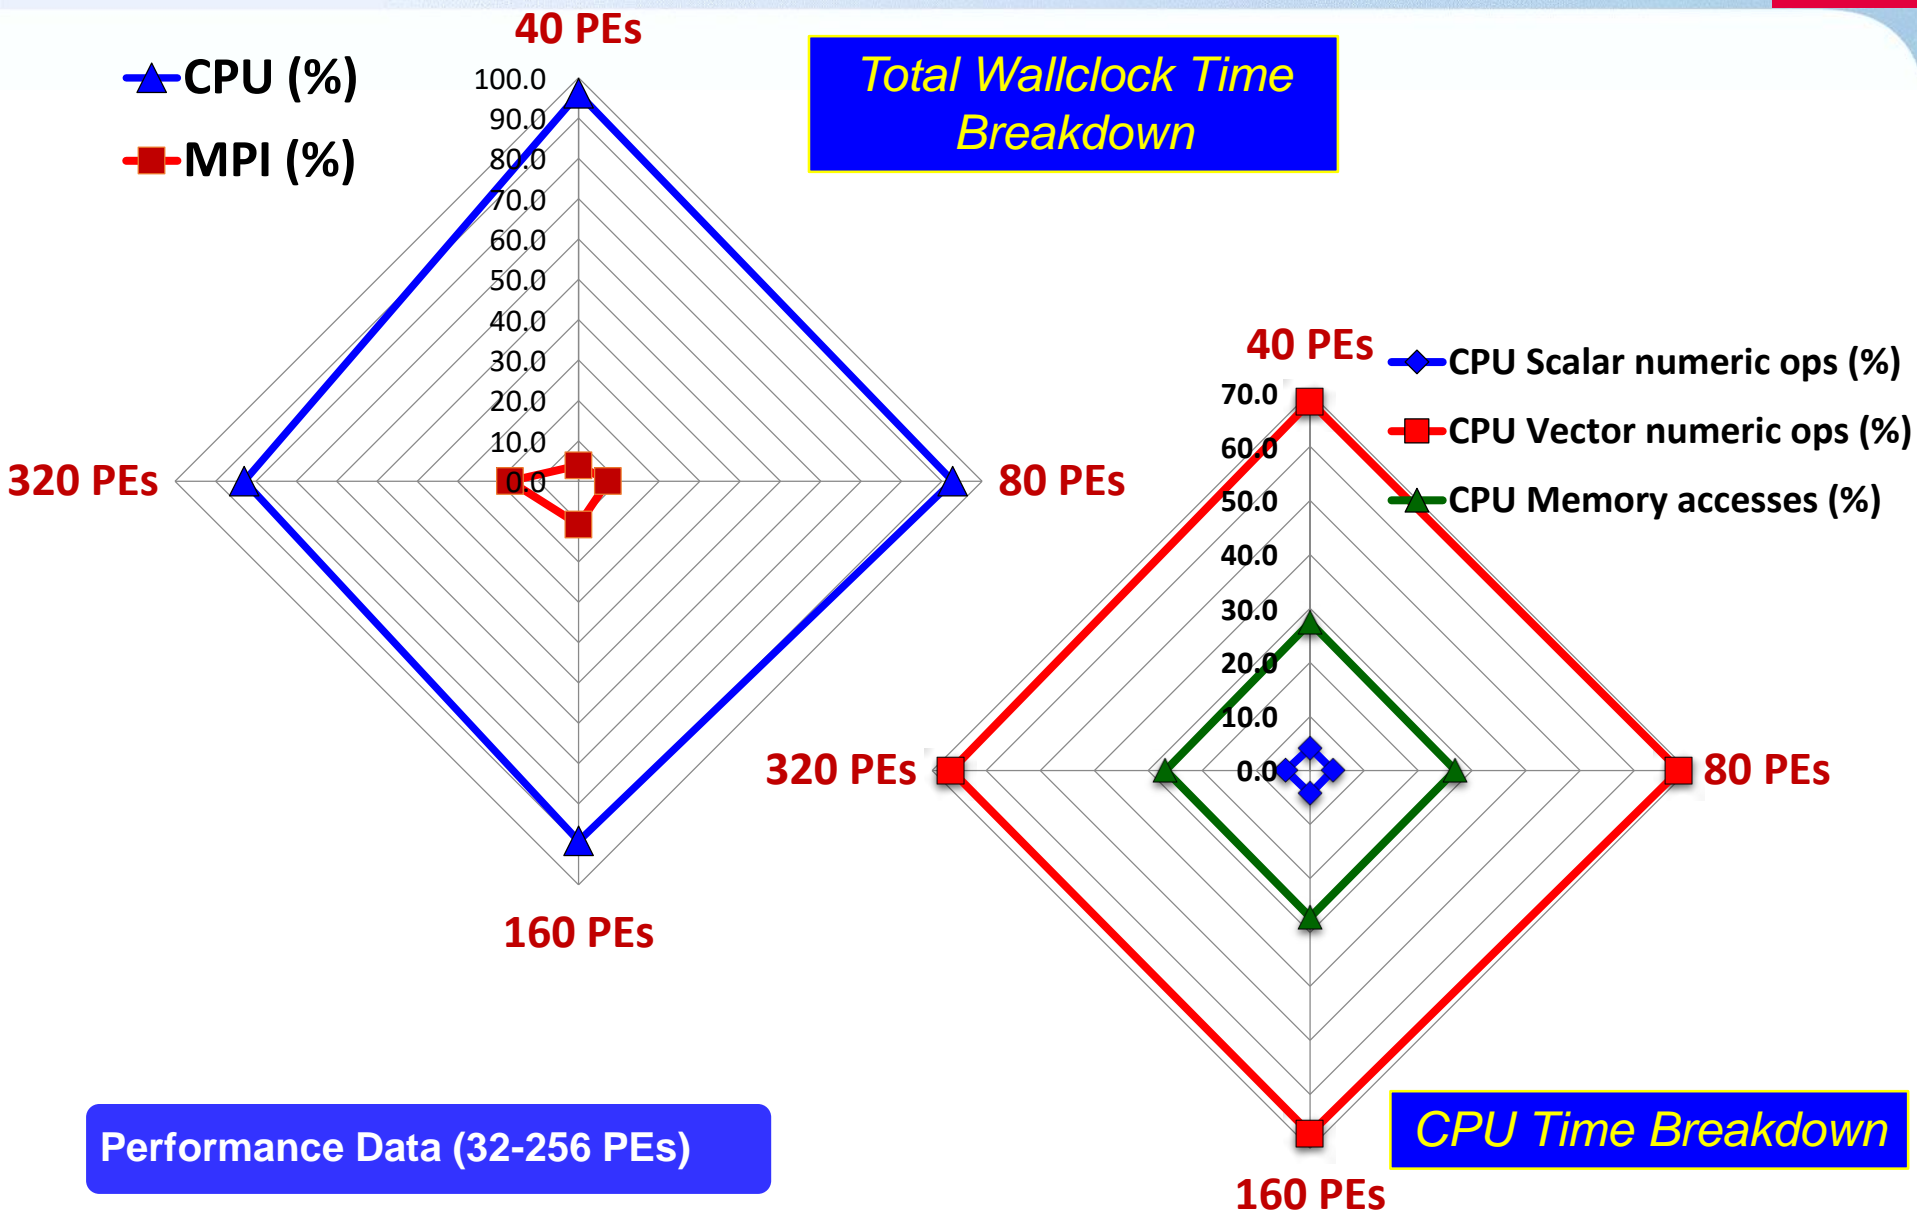 40 PEs
CPU (%)
MPI (%)
Total Wallclock Time
Breakdown
100.0
90.0
80.0
70.0
60.0
50.0
40.0
30.0
20.0
10.0
0.0
320 PEs
80 PEs
160 PEs
40 PEs
CPU Scalar numeric ops (%)
CPU Vector numeric ops (%)
CPU Memory accesses (%)
70.0
60.0
50.0
40.0
30.0
20.0
10.0
0.0
320 PEs
80 PEs
160 PEs
Performance Data (32-256 PEs)
CPU Time Breakdown